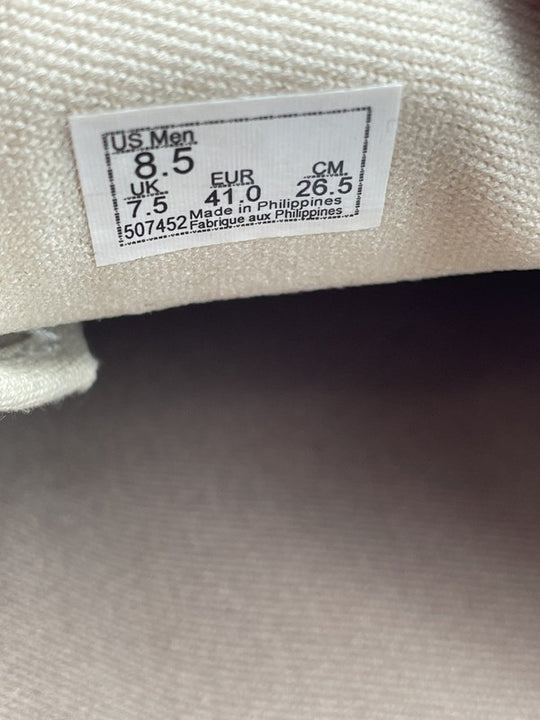 US Men
8.5
UK EUR CM
7.5 41.0 26.5
Made in Philippines
507452 Fabrique aux Philippines